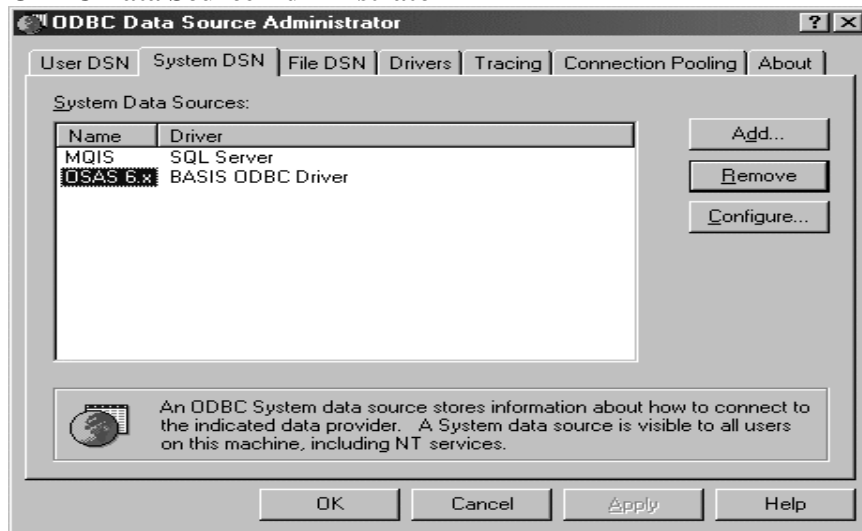 ODBC Data Source Administrator
User DSN System DSN File DSN Drivers Tracing Connection Pooling About
System Data Sources:
Name Driver
MQIS SQL Server
OSAS 6.x BASIS ODBC Driver
Add...
Remove
Configure...
An ODBC System data source stores information about how to connect to
the indicated data provider. A System data source is visible to all users
on this machine, including NT services.
OK Cancel Apply Help